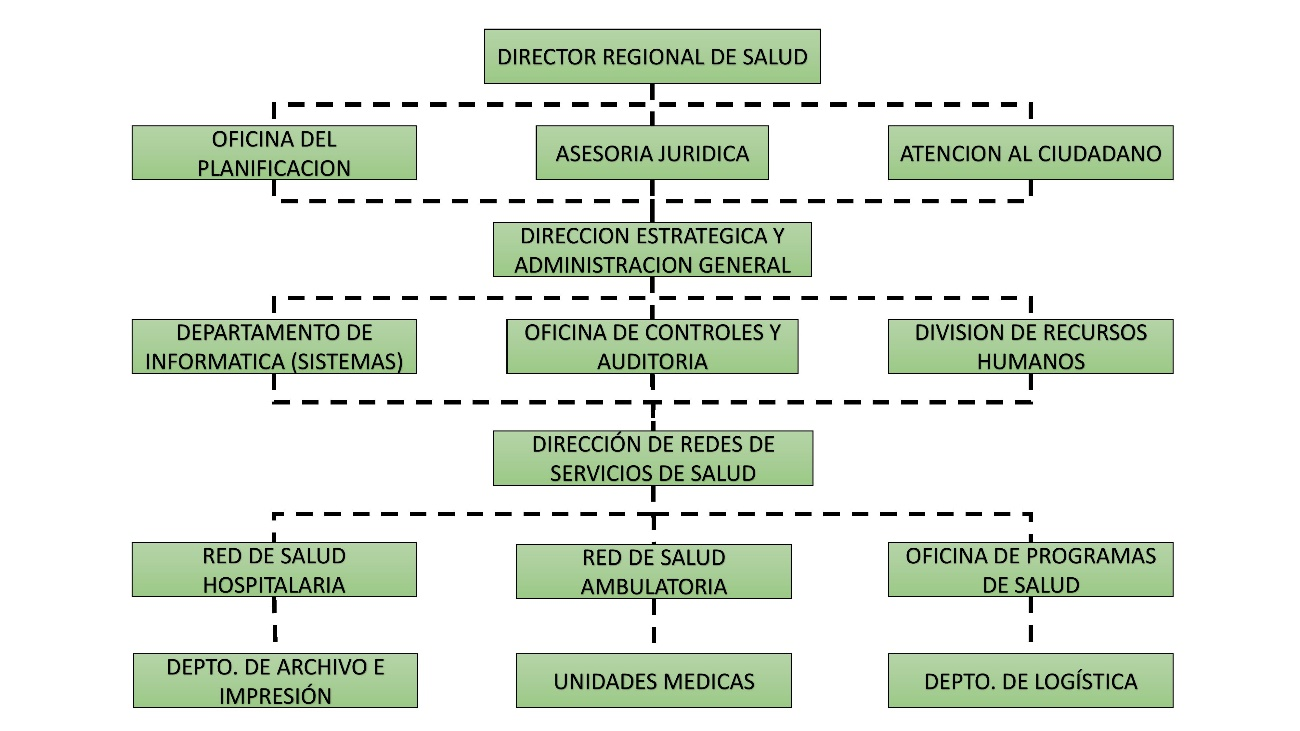 DIRECTOR REGIONAL DE SALUD
OFICINA DEL
PLANIFICACION
ASESORIA JURIDICA
ATENCION AL CIUDADANO
DIRECCION ESTRATEGICA Y
ADMINISTRACION GENERAL
DEPARTAMENTO DE
INFORMATICA (SISTEMAS)
OFICINA DE CONTROLES Y
AUDITORIA
DIVISION DE RECURSOS
HUMANOS
DIRECCIÓN DE REDES DE
SERVICIOS DE SALUD
RED DE SALUD
HOSPITALARIA
RED DE SALUD
AMBULATORIA
OFICINA DE PROGRAMAS
DE SALUD
DEPTO. DE ARCHIVO E
IMPRESIÓN
UNIDADES MEDICAS
DEPTO. DE LOGÍSTICA